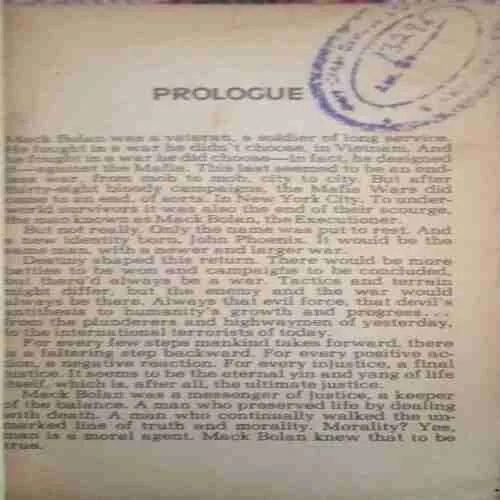 PROLOGUE
Mack Bolan was a veteran, a soldier of long service.
He fought in a war he didn't choose, in Vietnam. And
he fought in a war he did choose—in fact, he designed
it—against the Mafia. This last seemed to be an end-
less war, from mob to mob, city to city. But after
thirty-eight bloody campaigns, the Mafia Wars did
come to an end, of sorts. In New York City. To under-
world survivors it was also the end of their scourge,
the man known as Mack Bolan, the Executioner.
But not really. Only the name was put to rest. And
a new identity born, John Phoenix. It would be the
same man, with a newer and larger war.
Destiny shaped this return. There would be more
battles to be won and campaigns to be concluded,
but there'd always be a war. Tactics and terrain
might differ, but the enemy and the war would
always be there. Always that evil force, that devil's
antithesis to humanity's growth and progress...
from the plunderers and highwaymen of yesterday,
to the international terrorists of today.
For every few steps mankind takes forward, there
is a faltering step backward. For every positive ac-
tion, a negative reaction. For every injustice, a final
justice. It seems to be the eternal yin and yang of life
itself, which is, after all, the ultimate justice.
Mack Bolan was a messenger of justice, a keeper
of the balance. A man who preserved life by dealing
with death. A man who continually walked the un-
marked line of truth and morality. Morality? Yes,
man is a moral agent. Mack Bolan knew that to be
true.